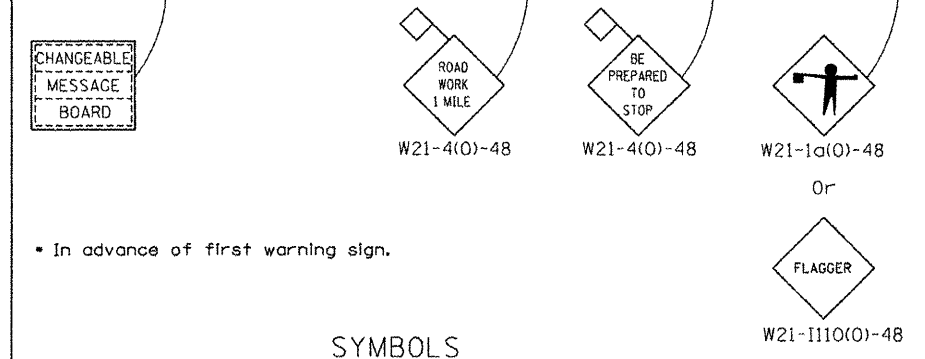 CHANGEABLE
MESSAGE
BOARD
ROAD
WORK
1 MILE
W21-4(O)-48
BE
PREPARED
TO
STOP
W21-4(O)-48
W21-1a(O)-48
Or
FLAGGER
W21-I110(O)-48
* In advance of first warning sign.
SYMBOLS